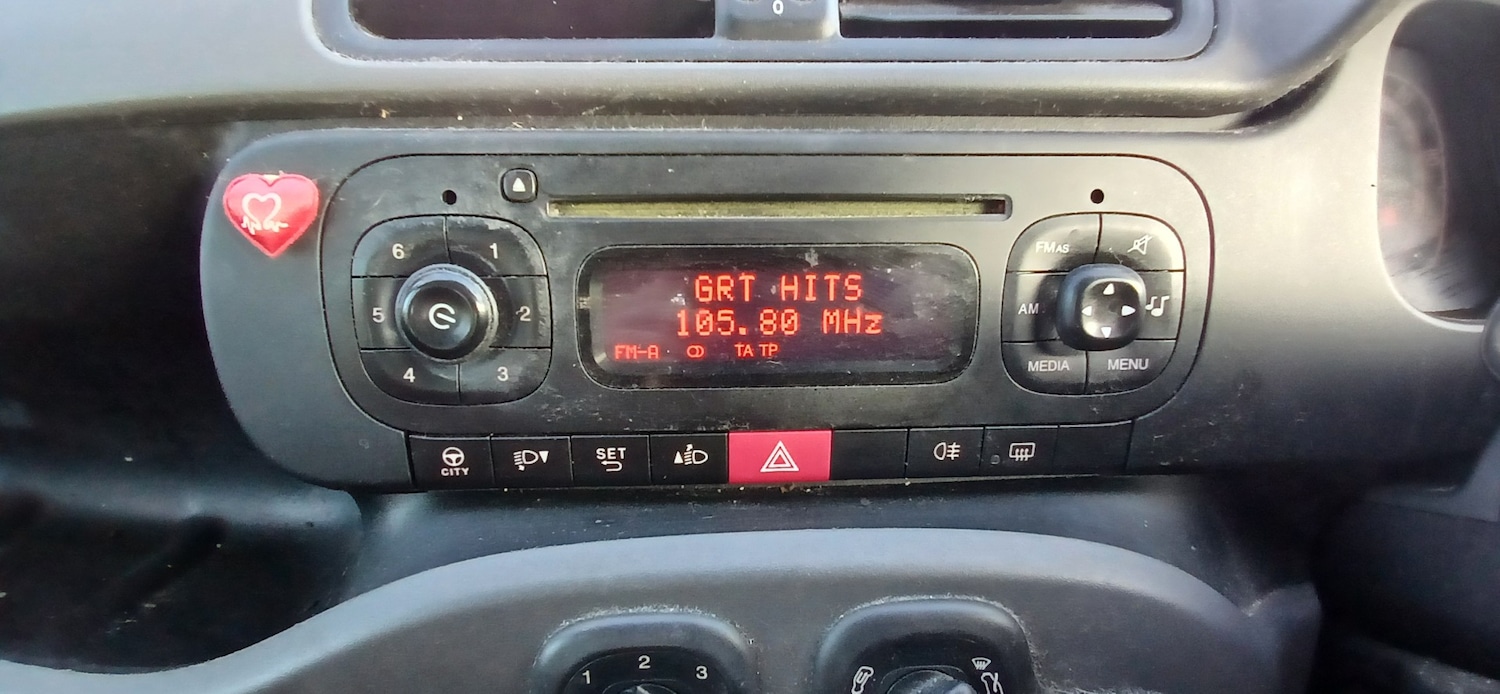 0
6 1
5 2
4 3
GRT HITS
105.80 MHz
FM-A TA TP
FMAS
AM
MEDIA MENU
CITY
SET
1 2 3